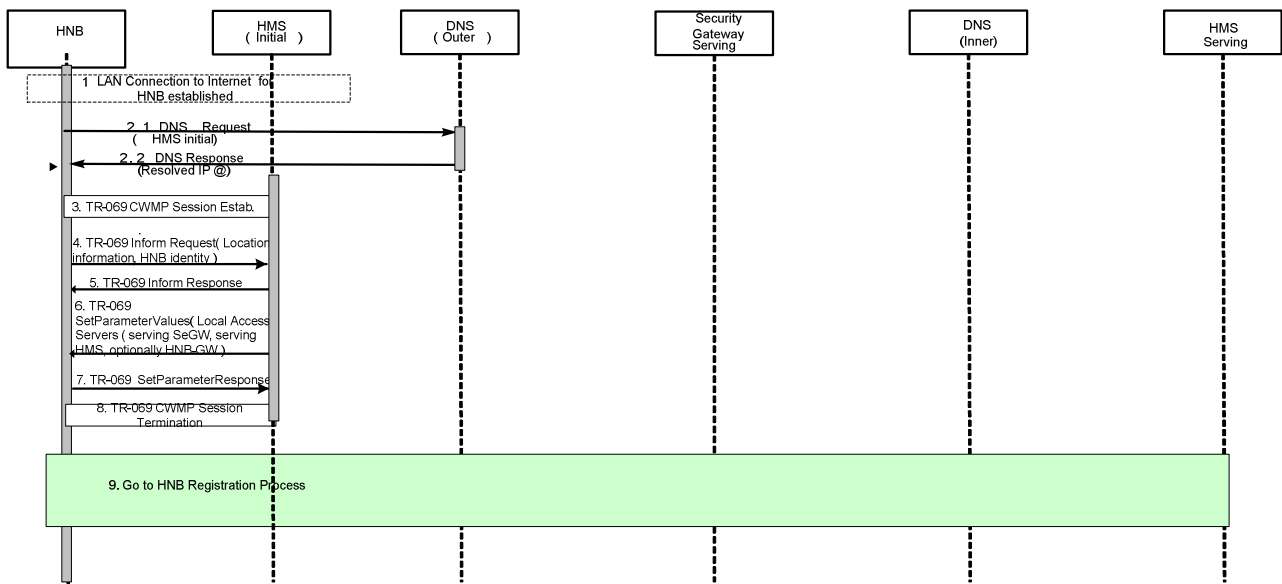 HNB
HMS
( Initial )
DNS
( Outer )
Security
Gateway
Serving
DNS
(Inner)
HMS
Serving
1 LAN Connection to Internet for
HNB established
2. 1 DNS Request
( HMS initial)
2. 2 DNS Response
(Resolved IP @)
3. TR-069 CWMP Session Estab.
4. TR-069 Inform Request( Location
information, HNB identity )
5. TR-069 Inform Response
6. TR-069
SetParameterValues( Local Access
Servers ( serving SeGW, serving
HMS, optionally HNB-GW )
7. TR-069 SetParameterResponse
8. TR-069 CWMP Session
Termination
9. Go to HNB Registration Process